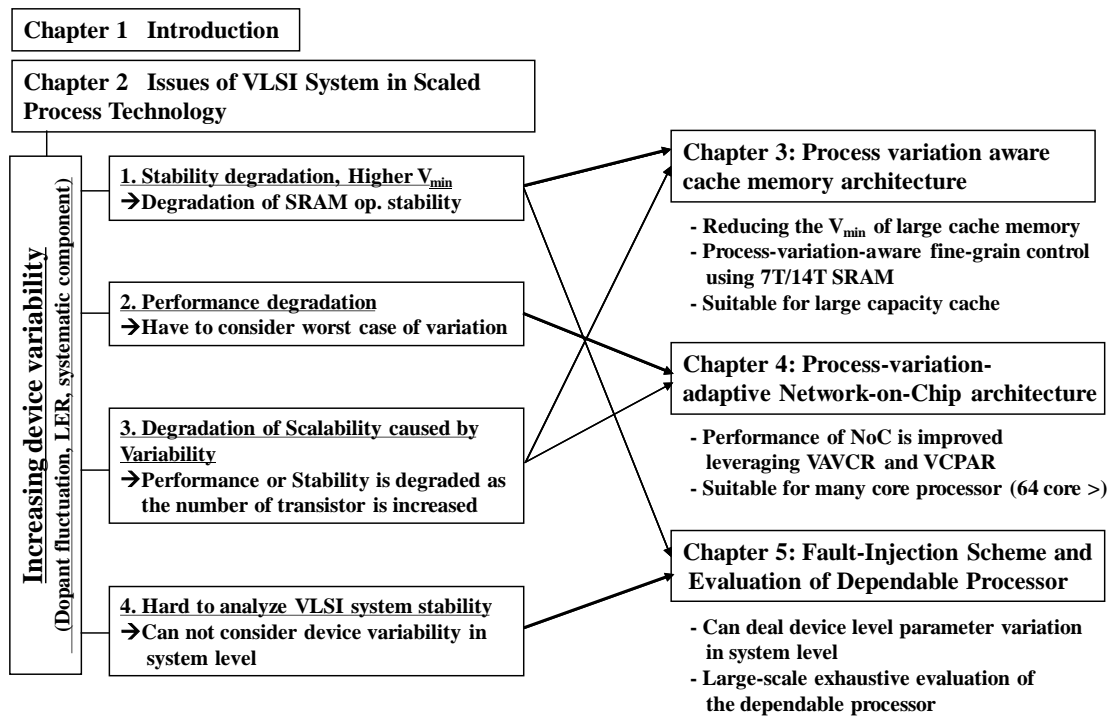 Chapter 1 Introduction
Chapter 2 Issues of VLSI System in Scaled
Process Technology
Increasing device variability
(Dopant fluctuation, LER, systematic component)
1. Stability degradation, Higher Vmin
→Degradation of SRAM op. stability
2. Performance degradation
→Have to consider worst case of variation
3. Degradation of Scalability caused by
Variability
→Performance or Stability is degraded as
the number of transistor is increased
4. Hard to analyze VLSI system stability
→Can not consider device variability in
system level
Chapter 3: Process variation aware
cache memory architecture
- Reducing the Vmin of large cache memory
- Process-variation-aware fine-grain control
using 7T/14T SRAM
- Suitable for large capacity cache
Chapter 4: Process-variation-
adaptive Network-on-Chip architecture
- Performance of NoC is improved
leveraging VAVCR and VCPAR
- Suitable for many core processor (64 core >)
Chapter 5: Fault-Injection Scheme and
Evaluation of Dependable Processor
- Can deal device level parameter variation
in system level
- Large-scale exhaustive evaluation of
the dependable processor